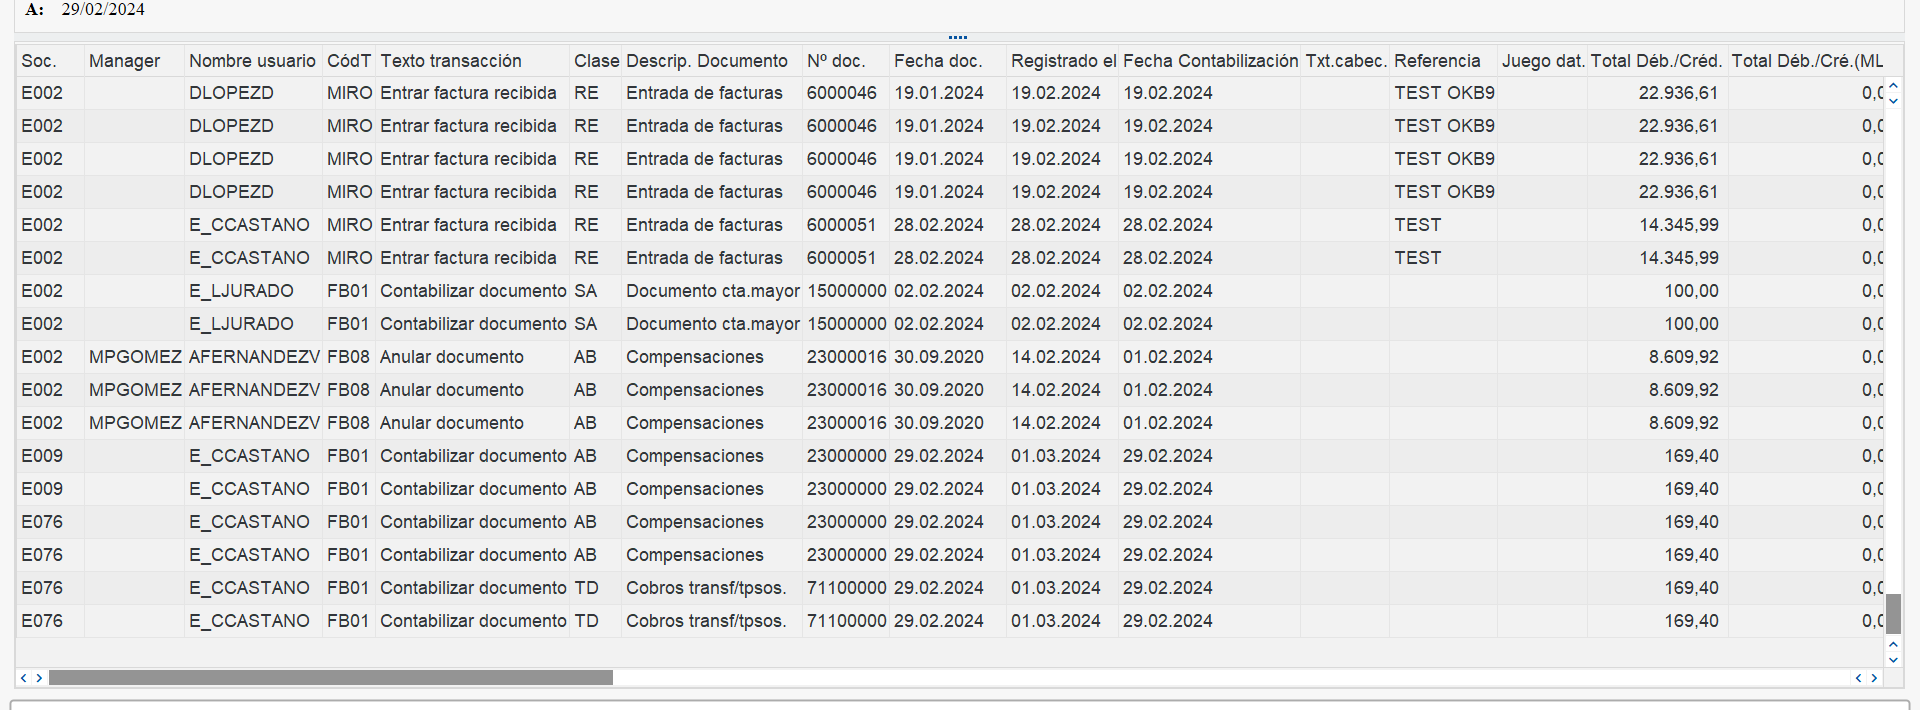 A: 29/02/2024
Soc. Manager Nombre usuario CódT Texto transacción Clase Descrip. Documento Nº doc. Fecha doc. Registrado el Fecha Contabilización Txt.cabec. Referencia Juego dat. Total Déb./Créd. Total Déb./Cré.(ML
E002 DLOPEZD MIRO Entrar factura recibida RE Entrada de facturas 6000046 19.01.2024 19.02.2024 19.02.2024 TEST OKB9 22.936,61 0,0
E002 DLOPEZD MIRO Entrar factura recibida RE Entrada de facturas 6000046 19.01.2024 19.02.2024 19.02.2024 TEST OKB9 22.936,61 0,0
E002 DLOPEZD MIRO Entrar factura recibida RE Entrada de facturas 6000046 19.01.2024 19.02.2024 19.02.2024 TEST OKB9 22.936,61 0,0
E002 DLOPEZD MIRO Entrar factura recibida RE Entrada de facturas 6000046 19.01.2024 19.02.2024 19.02.2024 TEST OKB9 22.936,61 0,0
E002 E_CCASTANO MIRO Entrar factura recibida RE Entrada de facturas 6000051 28.02.2024 28.02.2024 28.02.2024 TEST 14.345,99 0,0
E002 E_CCASTANO MIRO Entrar factura recibida RE Entrada de facturas 6000051 28.02.2024 28.02.2024 28.02.2024 TEST 14.345,99 0,0
E002 E_LJURADO FB01 Contabilizar documento SA Documento cta.mayor 15000000 02.02.2024 02.02.2024 02.02.2024 100,00 0,0
E002 E_LJURADO FB01 Contabilizar documento SA Documento cta.mayor 15000000 02.02.2024 02.02.2024 02.02.2024 100,00 0,0
E002 MPGOMEZ AFERNANDEZV FB08 Anular documento AB Compensaciones 23000016 30.09.2020 14.02.2024 01.02.2024 8.609,92 0,0
E002 MPGOMEZ AFERNANDEZV FB08 Anular documento AB Compensaciones 23000016 30.09.2020 14.02.2024 01.02.2024 8.609,92 0,0
E002 MPGOMEZ AFERNANDEZV FB08 Anular documento AB Compensaciones 23000016 30.09.2020 14.02.2024 01.02.2024 8.609,92 0,0
E009 E_CCASTANO FB01 Contabilizar documento AB Compensaciones 23000000 29.02.2024 01.03.2024 29.02.2024 169,40 0,0
E009 E_CCASTANO FB01 Contabilizar documento AB Compensaciones 23000000 29.02.2024 01.03.2024 29.02.2024 169,40 0,0
E076 E_CCASTANO FB01 Contabilizar documento AB Compensaciones 23000000 29.02.2024 01.03.2024 29.02.2024 169,40 0,0
E076 E_CCASTANO FB01 Contabilizar documento AB Compensaciones 23000000 29.02.2024 01.03.2024 29.02.2024 169,40 0,0
E076 E_CCASTANO FB01 Contabilizar documento TD Cobros transf/tpsos. 71100000 29.02.2024 01.03.2024 29.02.2024 169,40 0,0
E076 E_CCASTANO FB01 Contabilizar documento TD Cobros transf/tpsos. 71100000 29.02.2024 01.03.2024 29.02.2024 169,40 0,0